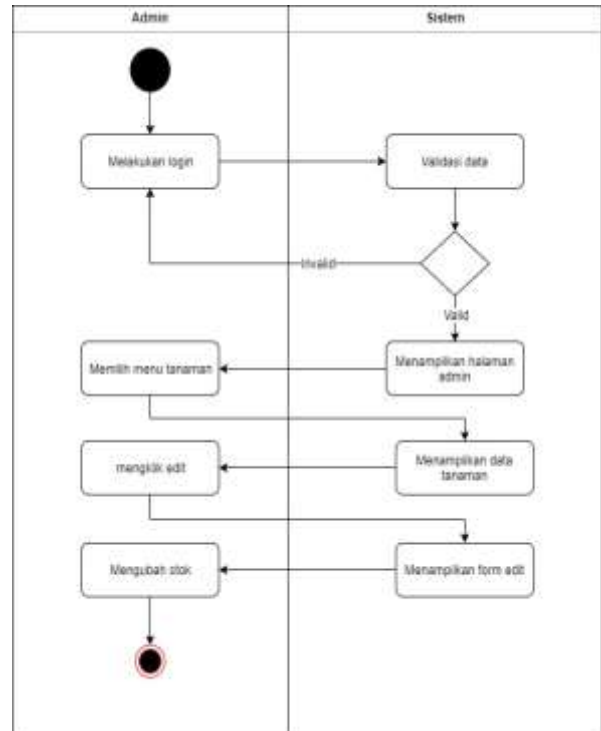 Admin
Sistem
Melakukan login
Validasi data
Invalid
Valid
Memilih menu tanaman
Menampilkan halaman
admin
mengklik edit
Menampilkan data
tanaman
Mengubah stok
Menampilkan form edit